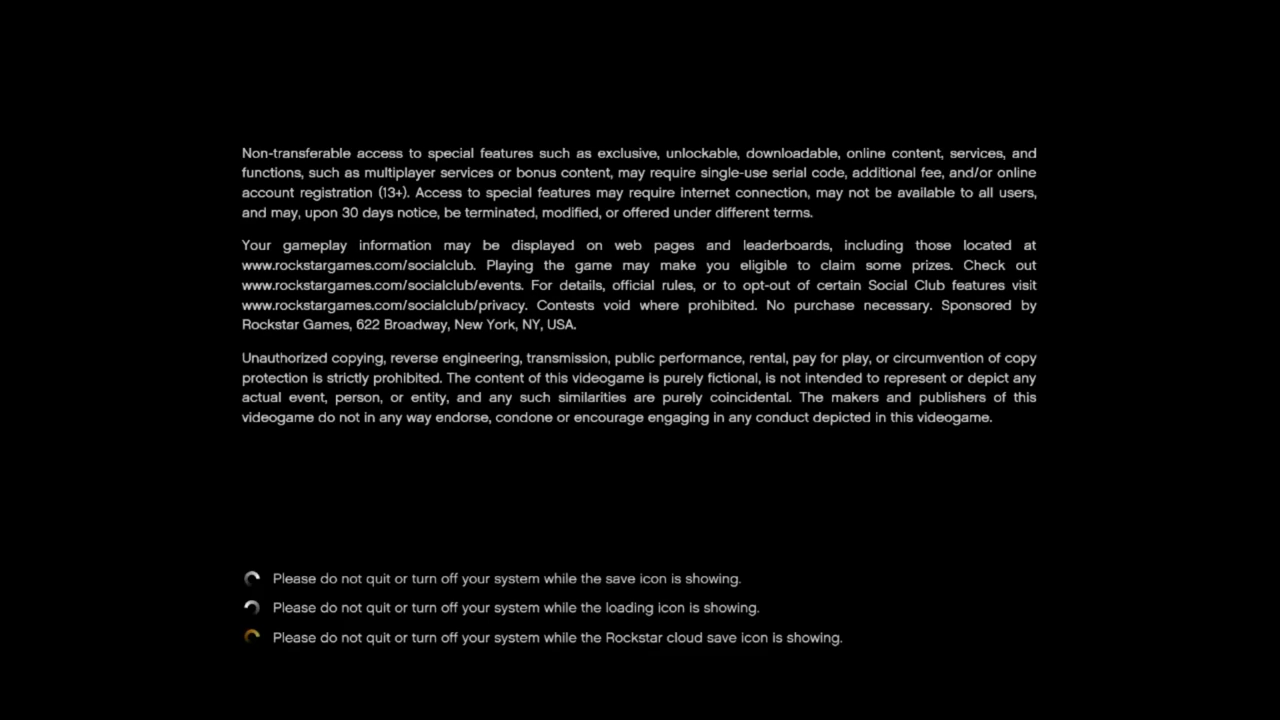 Non-transferable access to special features such as exclusive, unlockable, downloadable, online content, services, and
functions, such as multiplayer services or bonus content, may require single-use serial code, additional fee, and/or online
account registration (13+). Access to special features may require internet connection, may not be available to all users,
and may, upon 30 days notice, be terminated, modified, or offered under different terms.
Your gameplay information may be displayed on web pages and leaderboards, including those located at
www.rockstargames.com/socialclub. Playing the game may make you eligible to claim some prizes. Check out
www.rockstargames.com/socialclub/events. For details, official rules, or to opt-out of certain Social Club features visit
www.rockstargames.com/socialclub/privacy. Contests void where prohibited. No purchase necessary. Sponsored by
Rockstar Games, 622 Broadway, New York, NY, USA.
Unauthorized copying, reverse engineering, transmission, public performance, rental, pay for play, or circumvention of copy
protection is strictly prohibited. The content of this videogame is purely fictional, is not intended to represent or depict any
actual event, person, or entity, and any such similarities are purely coincidental. The makers and publishers of this
videogame do not in any way endorse, condone or encourage engaging in any conduct depicted in this videogame.
Please do not quit or turn off your system while the save icon is showing.
Please do not quit or turn off your system while the loading icon is showing.
Please do not quit or turn off your system while the Rockstar cloud save icon is showing.